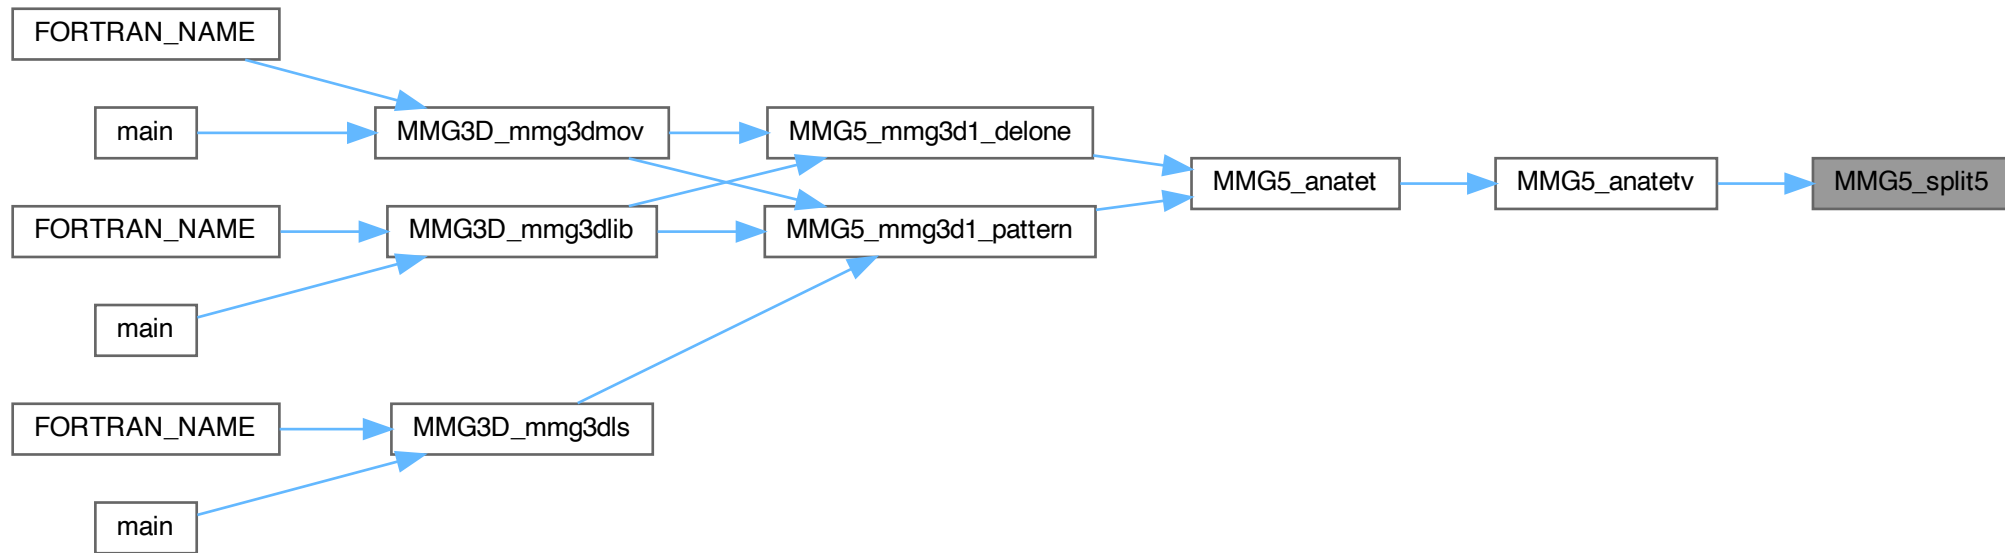 FORTRAN_NAME
main
MMG3D_mmg3dmov
MMG5_mmg3d1_delone
MMG5_anatet
MMG5_anatetv
MMG5_split5
FORTRAN_NAME
MMG3D_mmg3dlib
MMG5_mmg3d1_pattern
main
FORTRAN_NAME
MMG3D_mmg3dls
main